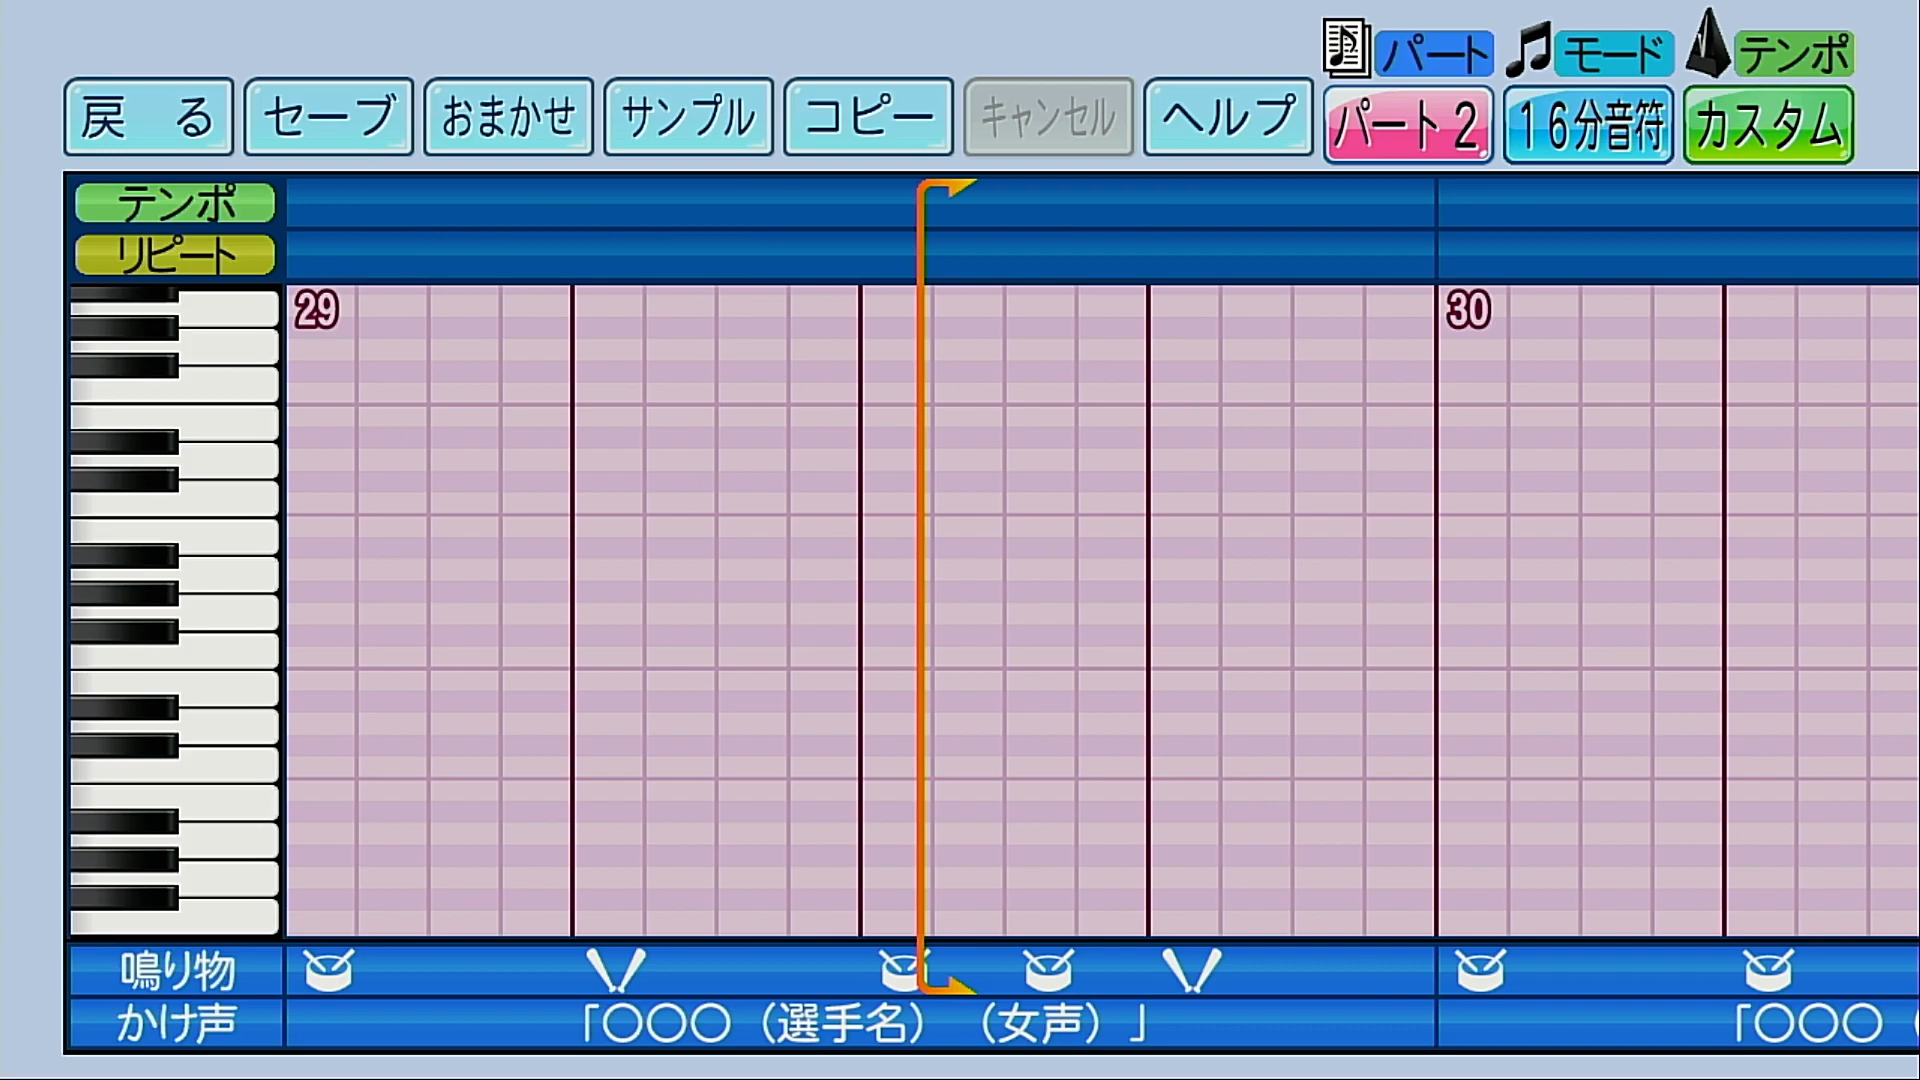 パート モード テンポ
戻る セーブ おまかせ サンプル コピー キャンセル ヘルプ パート2 16分音符 カスタム
テンポ
リピート
29 30
鳴り物
かけ声 「〇〇〇（選手名）（女声）」 「〇〇〇（